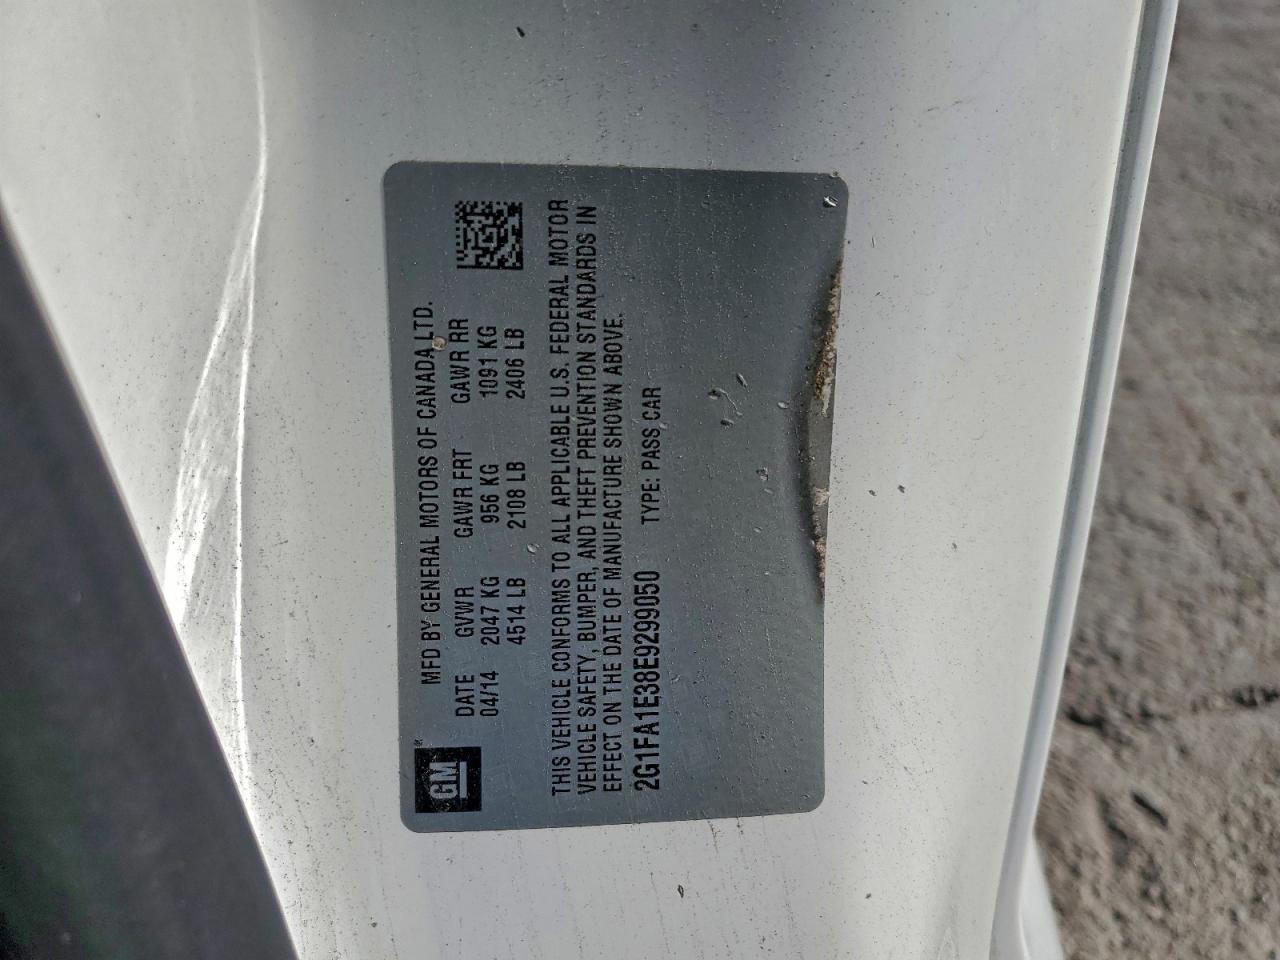 GM
MFD BY GENERAL MOTORS OF CANADA LTD.
DATE GVWR GAWR FRT GAWR RR
04/14 2047 KG 956 KG 1091 KG
4514 LB 2108 LB 2406 LB
THIS VEHICLE CONFORMS TO ALL APPLICABLE U.S. FEDERAL MOTOR
VEHICLE SAFETY, BUMPER, AND THEFT PREVENTION STANDARDS IN
EFFECT ON THE DATE OF MANUFACTURE SHOWN ABOVE.
2G1FA1E38E9299050 TYPE: PASS CAR